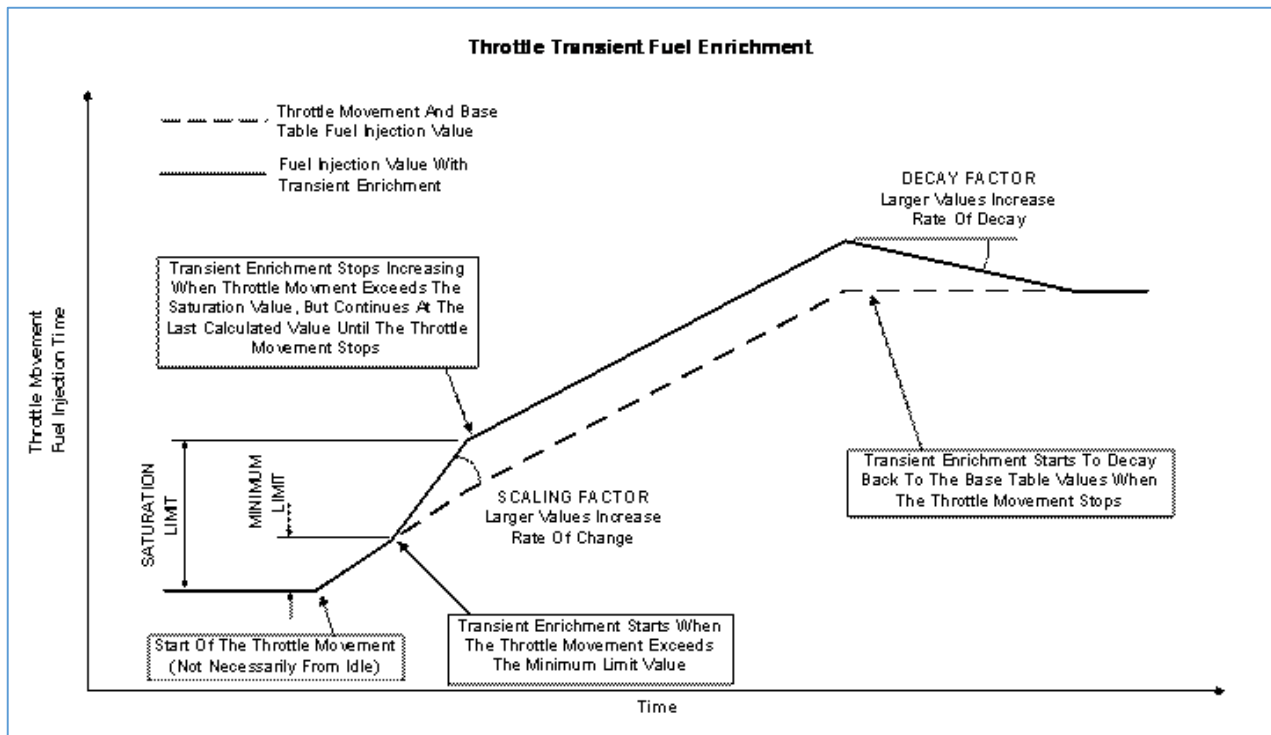 Throttle Transient Fuel Enrichment
Throttle Movement And Base
Table Fuel Injection Value
Fuel Injection Value With
Transient Enrichment
DECAY FACTOR
Larger Values Increase
Rate Of Decay
Transient Enrichment Stops Increasing
When Throttle Movment Exceeds The
Saturation Value, But Continues At The
Last Calculated Value Until The Throttle
Movement Stops
Throttle Movement
Fuel Injection Time
SATURATION
LIMIT
MINIMUM
LIMIT
SCALING FACTOR
Larger Values Increase
Rate Of Change
Transient Enrichment Starts To Decay
Back To The Base Table Values When
The Throttle Movement Stops
Start Of The Throttle Movement
(Not Necessarily From Idle)
Transient Enrichment Starts When
The Throttle Movement Exceeds
The Minimum Limit Value
Time